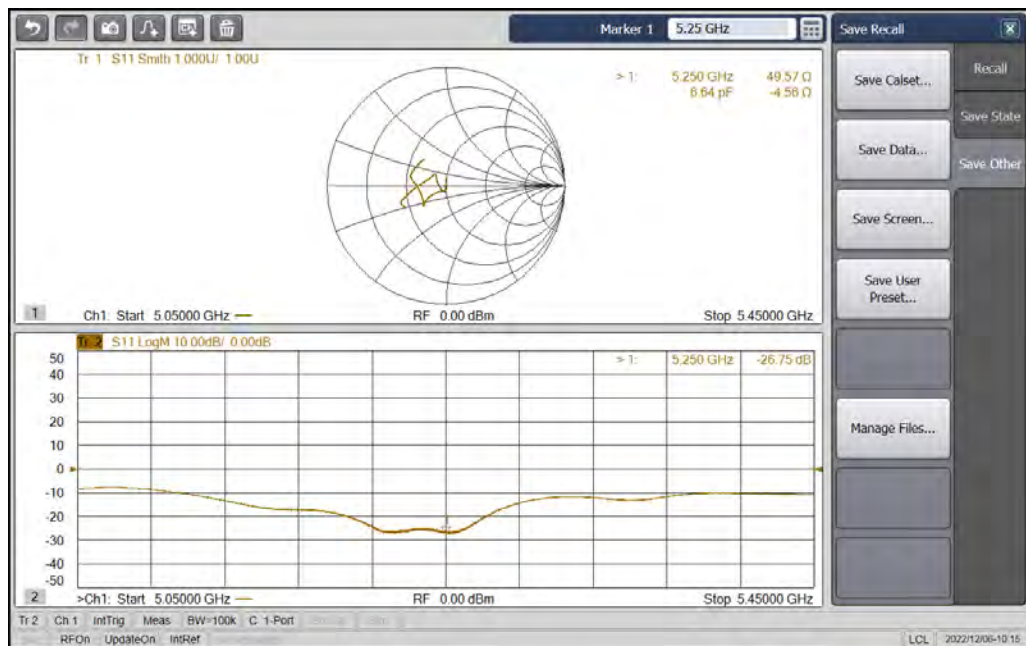 Marker 1 5.25 GHz
Save Recall
Tr 1 S11 Smith 1.000U/ 1.00U
> 1: 5.250 GHz 49.57 Ω
6.64 pF -4.56 Ω
1
Ch1: Start 5.05000 GHz
RF 0.00 dBm
Stop 5.45000 GHz
Tr 2 S11 LogM 10.00dB/ 0.00dB
> 1: 5.250 GHz -26.75 dB
50
40
30
20
10
0
-10
-20
-30
-40
-50
2
>Ch1: Start 5.05000 GHz
RF 0.00 dBm
Stop 5.45000 GHz
Save Calset...
Save Data...
Save Screen...
Save User
Preset...
Manage Files...
Recall
Save State
Save Other
Tr 2 Ch 1 IntTrig Meas BW=100k C 1-Port
RFOn UpdateOn IntRef
LCL 2022/12/06-10:15